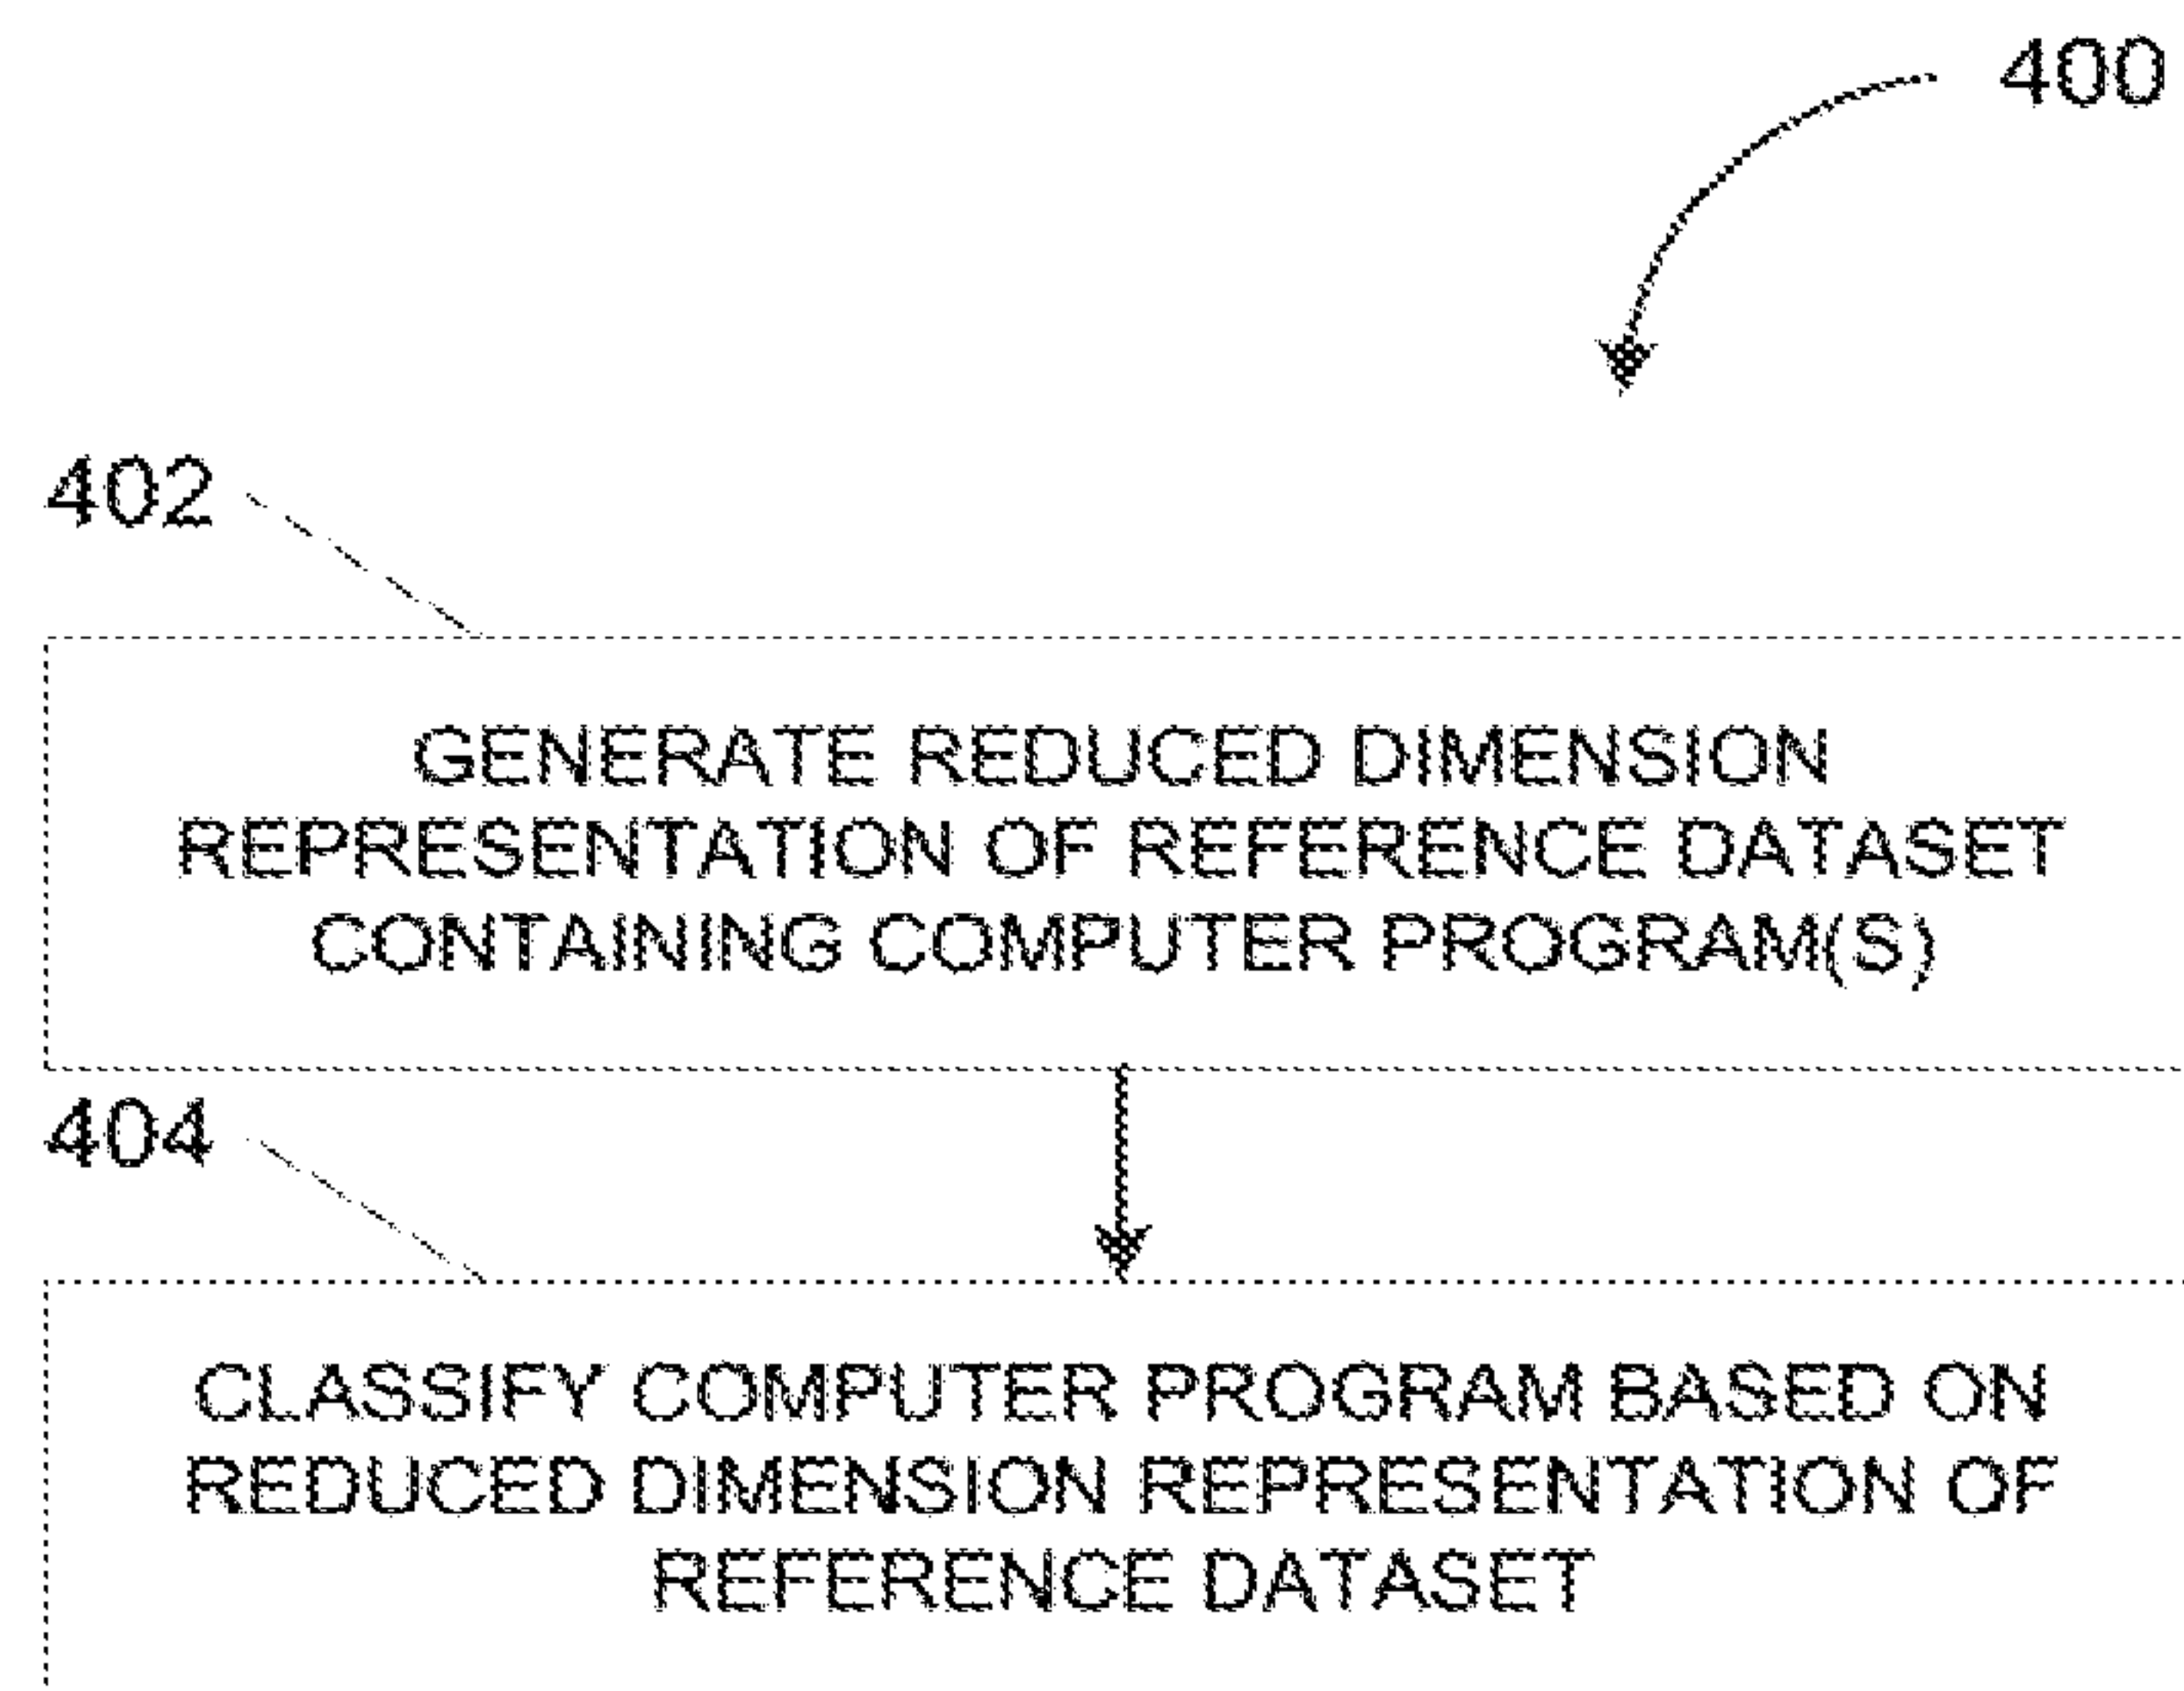 400
402
GENERATE REDUCED DIMENSION
REPRESENTATION OF REFERENCE DATASET
CONTAINING COMPUTER PROGRAM(S)
404
CLASSIFY COMPUTER PROGRAM BASED ON
REDUCED DIMENSION REPRESENTATION OF
REFERENCE DATASET